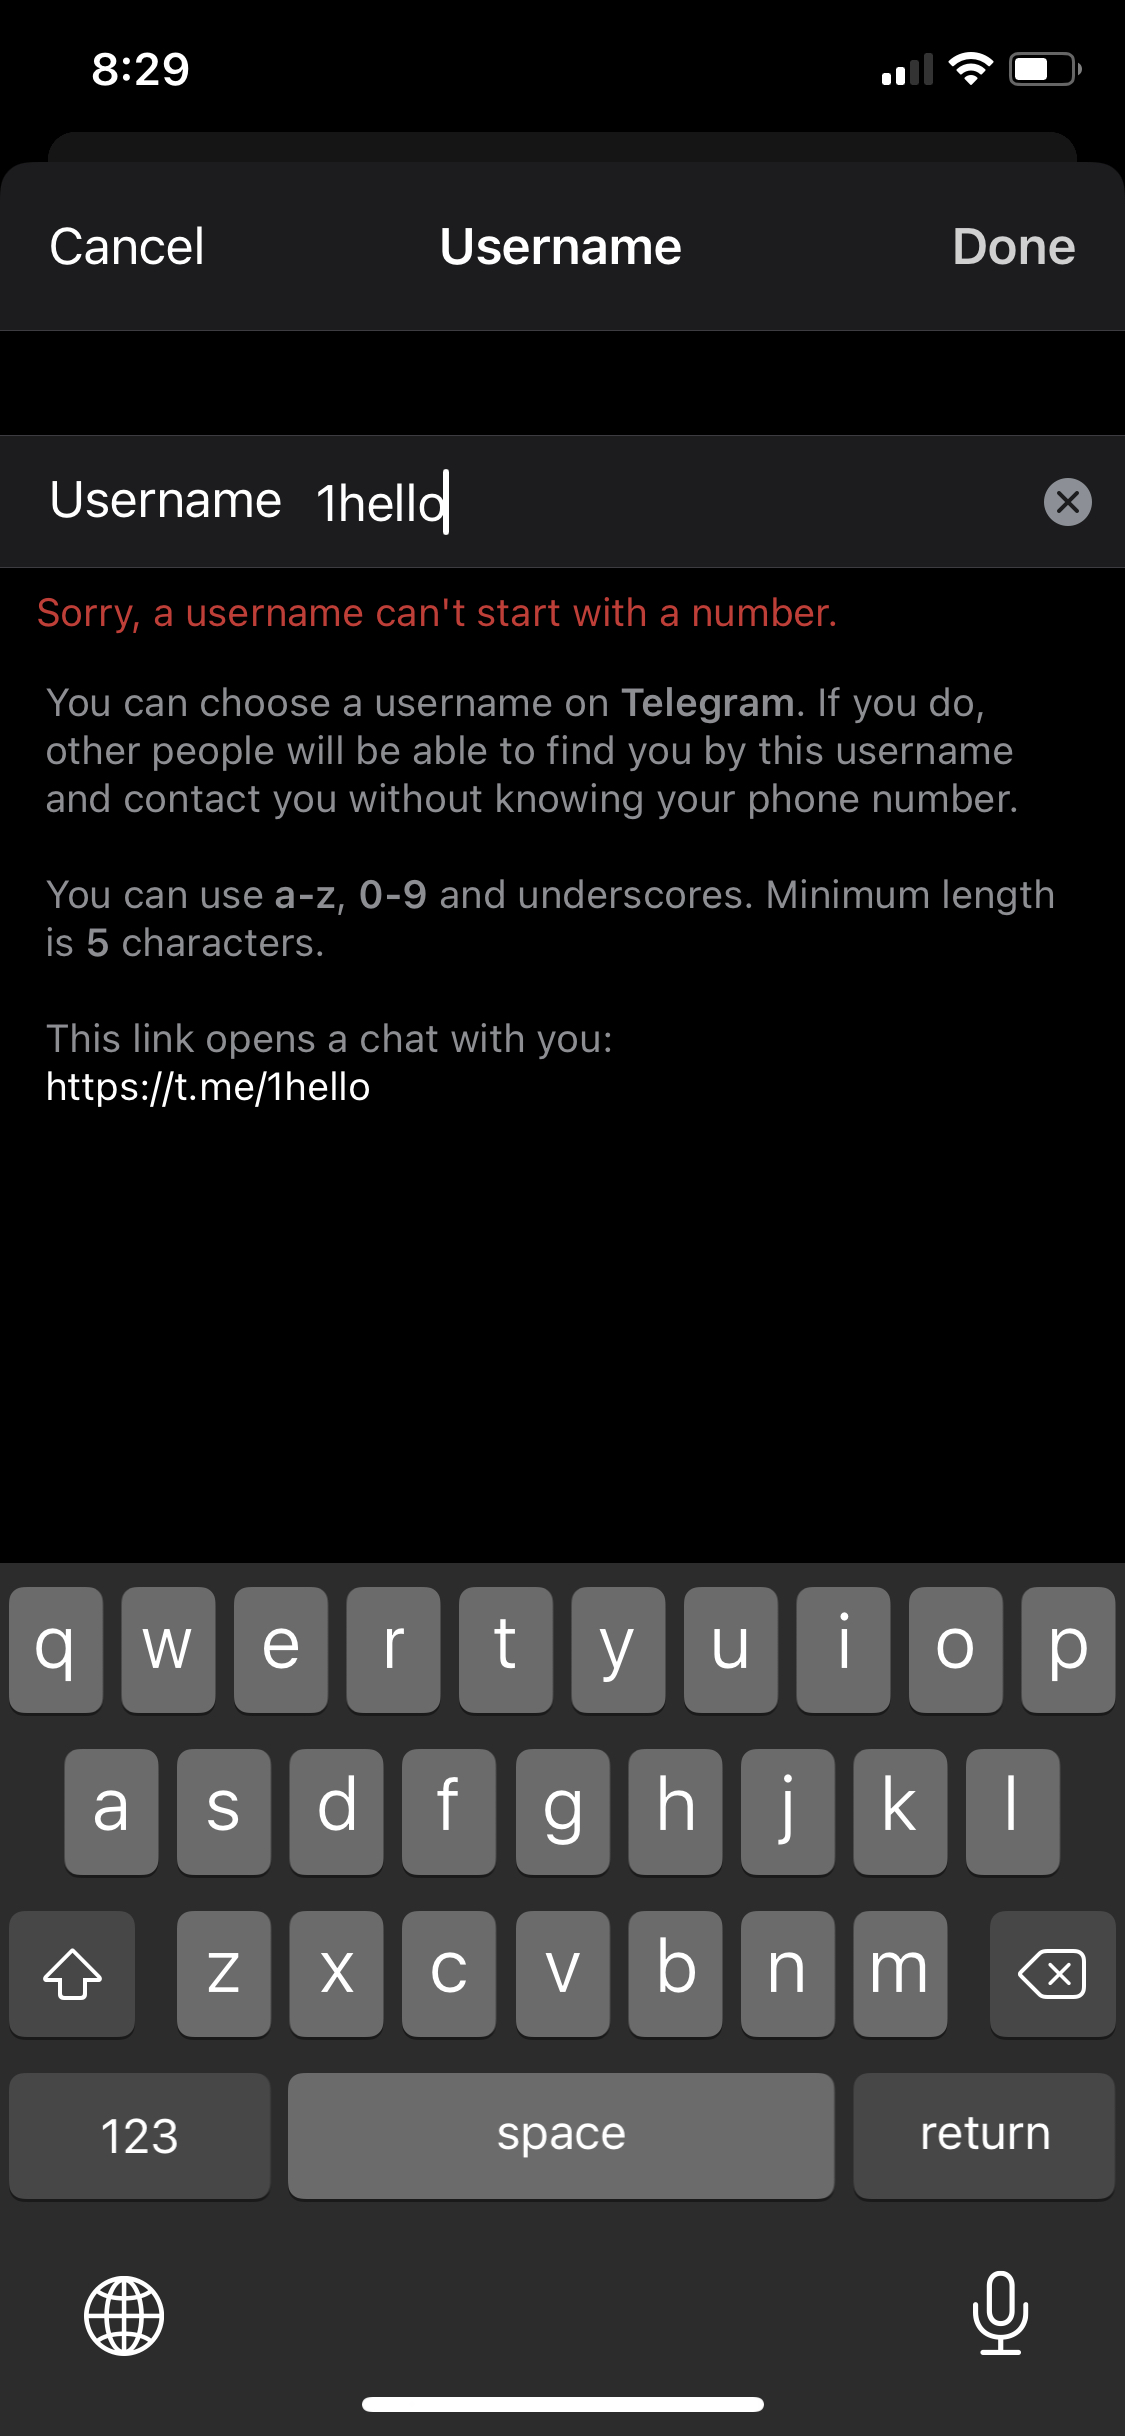 8:29
Cancel Username Done
Username 1hello
Sorry, a username can't start with a number.
You can choose a username on Telegram. If you do,
other people will be able to find you by this username
and contact you without knowing your phone number.
You can use a-z, 0-9 and underscores. Minimum length
is 5 characters.
This link opens a chat with you:
https://t.me/1hello
q w e r t y u i o p
a s d f g h j k l
z x c v b n m
123 space return